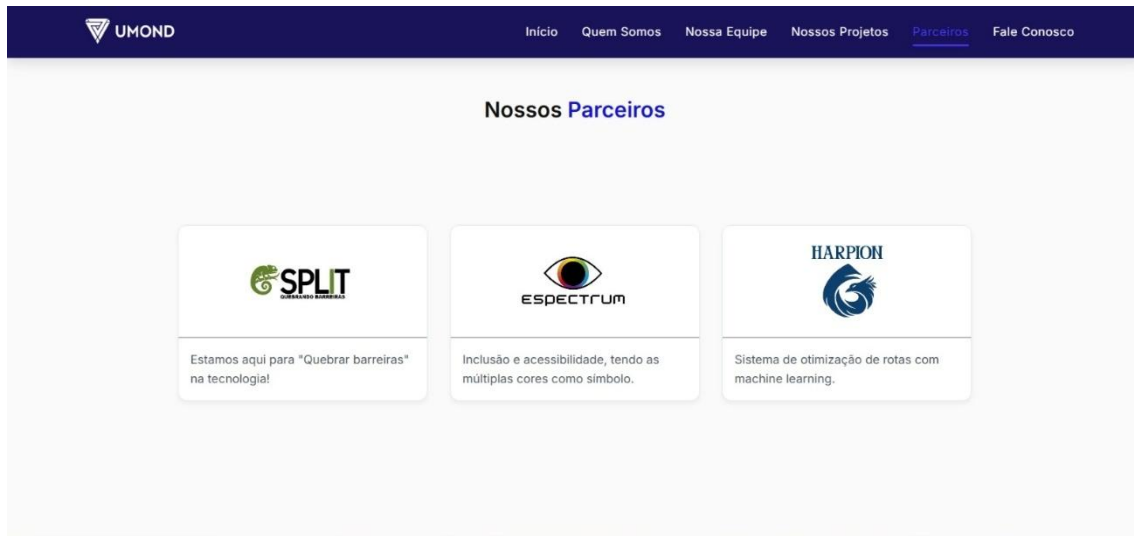 UMOND
Início Quem Somos Nossa Equipe Nossos Projetos Parceiros Fale Conosco
Nossos Parceiros
SPLIT
QUEBRANDO BARREIRAS
Estamos aqui para "Quebrar barreiras"
na tecnologia!
ESPECTrUM
Inclusão e acessibilidade, tendo as
múltiplas cores como símbolo.
HARPION
Sistema de otimização de rotas com
machine learning.